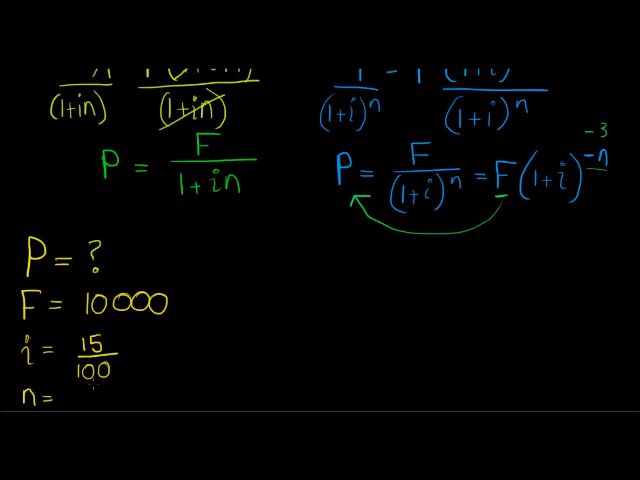 (1+in) (1+in)
P = F / 1+in
(1+i)^n (1+i)^n
-3
P = F / (1+i)^n = F(1+i)^-n
P = ?
F = 10000
i = 15/100
n =